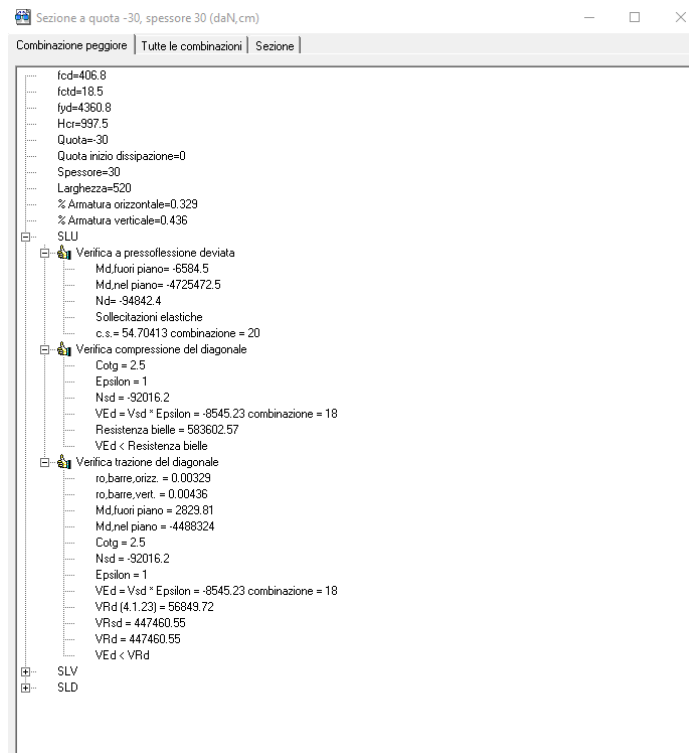 Sezione a quota -30, spessore 30 (daN,cm)
Combinazione peggiore Tutte le combinazioni Sezione
fcd=406.8
fctd=18.5
fyd=4360.8
Hcr=997.5
Quota=-30
Quota inizio dissipazione=0
Spessore=30
Larghezza=520
% Armatura orizzontale=0.329
% Armatura verticale=0.436
SLU
Verifica a pressoflessione deviata
Md,fuori piano= -6584.5
Md,nel piano= -4725472.5
Nd= -94842.4
Sollecitazioni elastiche
c.s.= 54.70413 combinazione = 20
Verifica compressione del diagonale
Cotg = 2.5
Epsilon = 1
Nsd = -92016.2
VEd = Vsd * Epsilon = -8545.23 combinazione = 18
Resistenza bielle = 583602.57
VEd < Resistenza bielle
Verifica trazione del diagonale
ro,barre,orizz. = 0.00329
ro,barre,vert. = 0.00436
Md,fuori piano = 2829.81
Md,nel piano = -4488324
Cotg = 2.5
Nsd = -92016.2
Epsilon = 1
VEd = Vsd * Epsilon = -8545.23 combinazione = 18
VRd (4.1.23) = 56849.72
VRsd = 447460.55
VRd = 447460.55
VEd < VRd
SLV
SLD